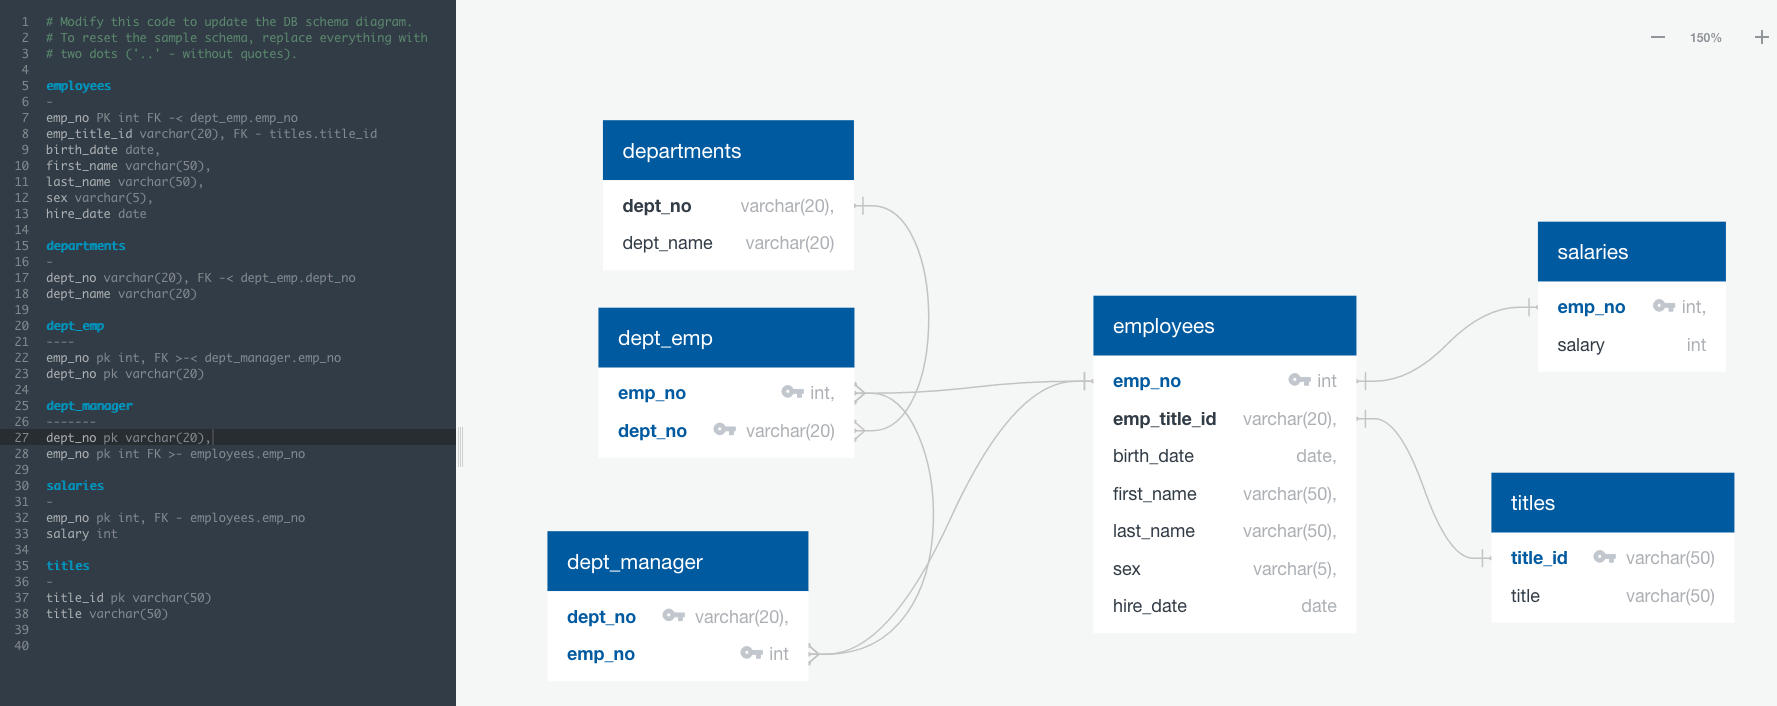 1 # Modify this code to update the DB schema diagram.
2 # To reset the sample schema, replace everything with
3 # two dots ('..' - without quotes).
4
5 employees
6 -
7 emp_no PK int FK -< dept_emp.emp_no
8 emp_title_id varchar(20), FK - titles.title_id
9 birth_date date,
10 first_name varchar(50),
11 last_name varchar(50),
12 sex varchar(5),
13 hire_date date
14
15 departments
16 -
17 dept_no varchar(20), FK -< dept_emp.dept_no
18 dept_name varchar(20)
19
20 dept_emp
21 ----
22 emp_no pk int, FK >-< dept_manager.emp_no
23 dept_no pk varchar(20)
24
25 dept_manager
26 -------
27 dept_no pk varchar(20),
28 emp_no pk int FK >- employees.emp_no
29
30 salaries
31 -
32 emp_no pk int, FK - employees.emp_no
33 salary int
34
35 titles
36 -
37 title_id pk varchar(50)
38 title varchar(50)
39
40
150%
departments
dept_no varchar(20),
dept_name varchar(20)
dept_emp
emp_no int,
dept_no varchar(20)
dept_manager
dept_no varchar(20),
emp_no int
employees
emp_no int
emp_title_id varchar(20),
birth_date date,
first_name varchar(50),
last_name varchar(50),
sex varchar(5),
hire_date date
salaries
emp_no int,
salary int
titles
title_id varchar(50)
title varchar(50)